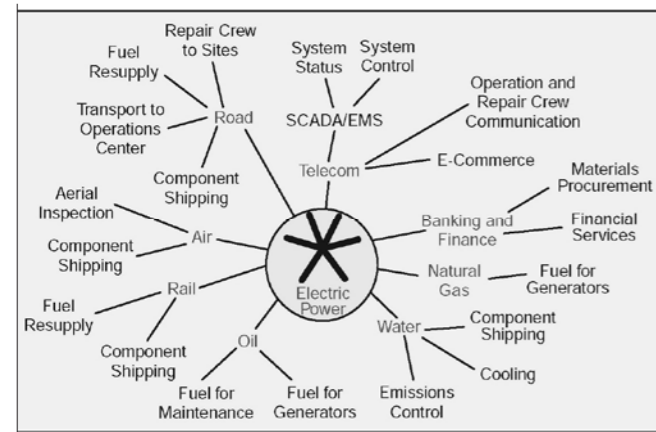 Repair Crew
to Sites
Fuel
Resupply
Transport to
Operations
Center
Road
Component
Shipping
System
Status
System
Control
SCADA/EMS
Operation and
Repair Crew
Communication
Telecom
E-Commerce
Materials
Procurement
Banking and
Finance
Financial
Services
Aerial
Inspection
Air
Component
Shipping
Natural
Gas
Fuel for
Generators
Rail
Fuel
Resupply
Component
Shipping
Electric
Power
Water
Component
Shipping
Cooling
Emissions
Control
Oil
Fuel for
Maintenance
Fuel for
Generators